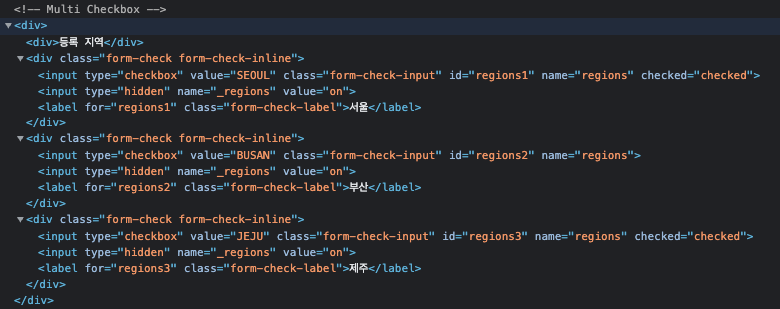 <!-- Multi Checkbox -->
<div>
<div>등록 지역</div>
<div class="form-check form-check-inline">
<input type="checkbox" value="SEOUL" class="form-check-input" id="regions1" name="regions" checked="checked">
<input type="hidden" name="_regions" value="on">
<label for="regions1" class="form-check-label">서울</label>
</div>
<div class="form-check form-check-inline">
<input type="checkbox" value="BUSAN" class="form-check-input" id="regions2" name="regions">
<input type="hidden" name="_regions" value="on">
<label for="regions2" class="form-check-label">부산</label>
</div>
<div class="form-check form-check-inline">
<input type="checkbox" value="JEJU" class="form-check-input" id="regions3" name="regions" checked="checked">
<input type="hidden" name="_regions" value="on">
<label for="regions3" class="form-check-label">제주</label>
</div>
</div>